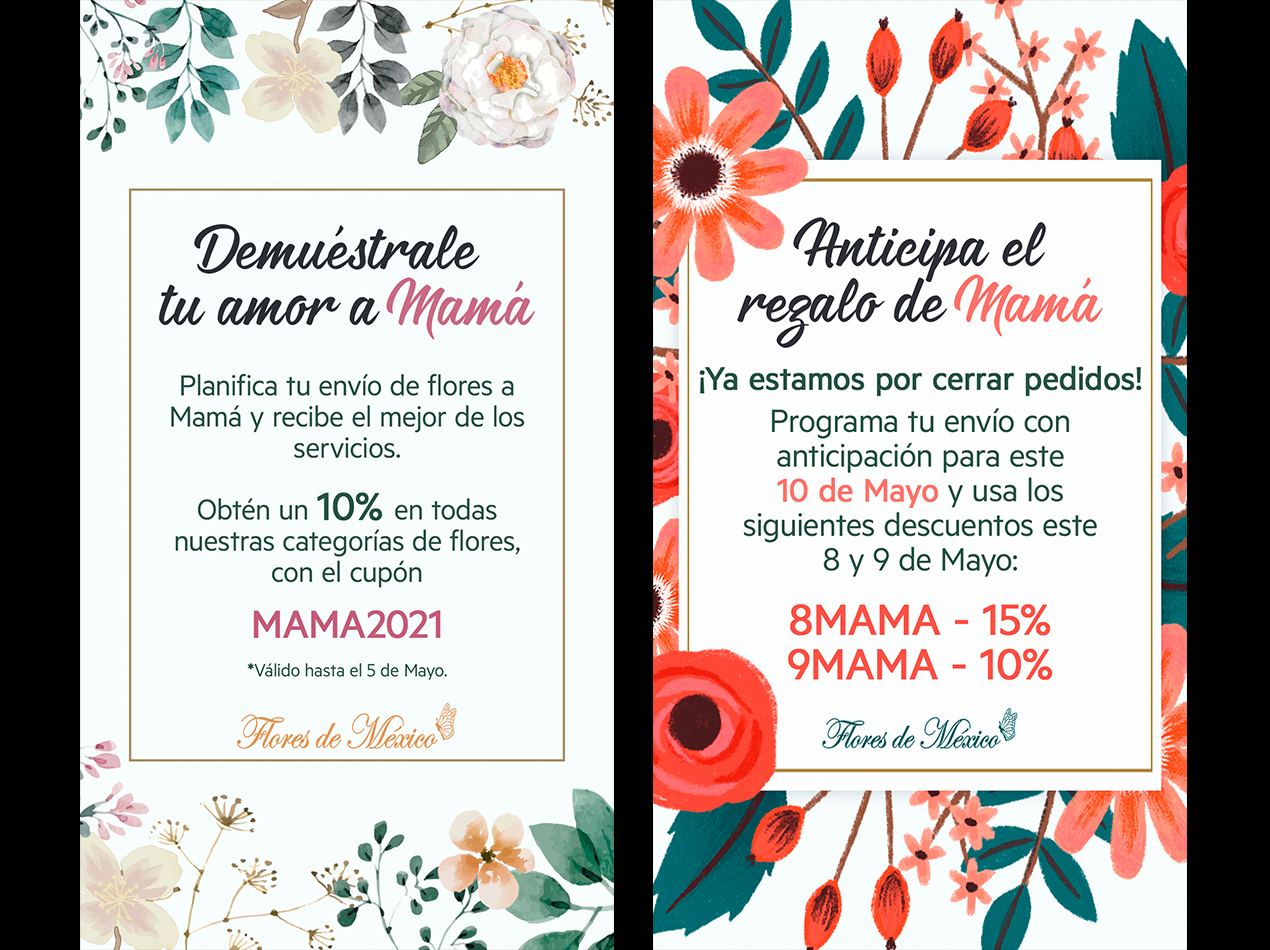 Demuéstrale
tu amor a Mamá
Planifica tu envío de flores a
Mamá y recibe el mejor de los
servicios.
Obtén un 10% en todas
nuestras categorías de flores,
con el cupón
MAMA2021
*Válido hasta el 5 de Mayo.
Flores de México
Anticipa el
regalo de Mamá
¡Ya estamos por cerrar pedidos!
Programa tu envío con
anticipación para este
10 de Mayo y usa los
siguientes descuentos este
8 y 9 de Mayo:
8MAMA - 15%
9MAMA - 10%
Flores de México